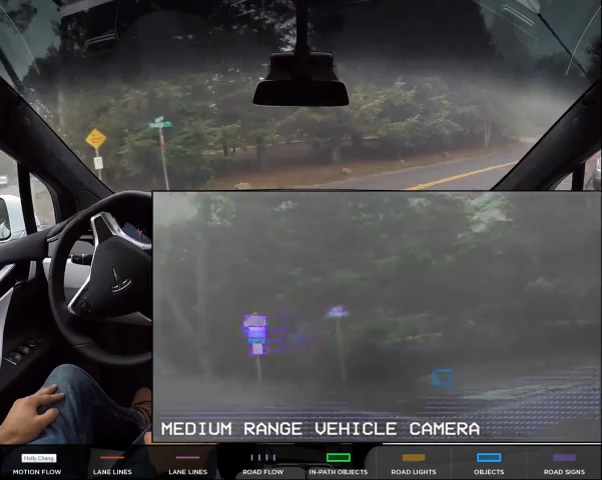 MEDIUM RANGE VEHICLE CAMERA
Holly Chang
MOTION FLOW
LANE LINES
LANE LINES
ROAD FLOW
IN-PATH OBJECTS
ROAD LIGHTS
OBJECTS
ROAD SIGNS